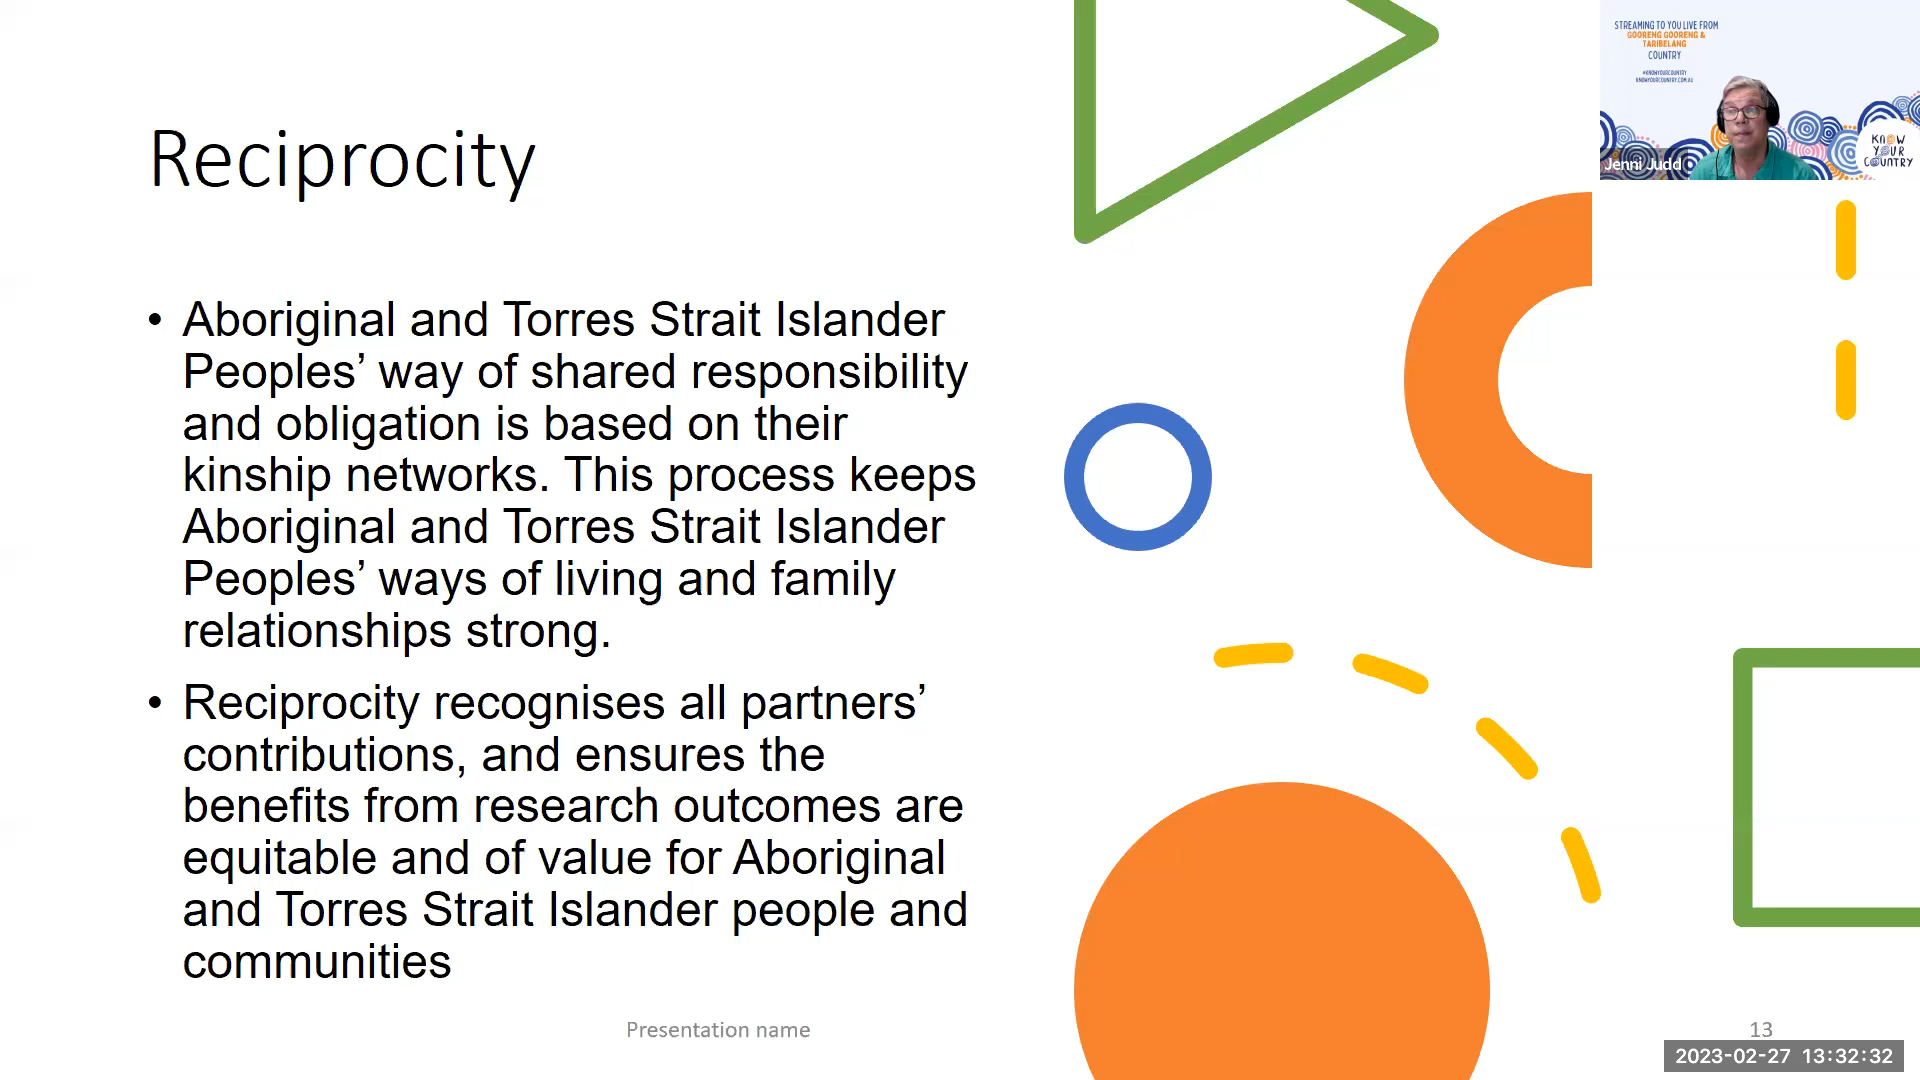 STREAMING TO YOU LIVE FROM
GOORENG GOORENG &
TARIBELANG
COUNTRY
#KNOWYOURCOUNTRY
KNOWYOURCOUNTRY.COM.AU
KNOW
YOUR
COUNTRY
Jenni Judd
Reciprocity
• Aboriginal and Torres Strait Islander
Peoples’ way of shared responsibility
and obligation is based on their
kinship networks. This process keeps
Aboriginal and Torres Strait Islander
Peoples’ ways of living and family
relationships strong.
• Reciprocity recognises all partners’
contributions, and ensures the
benefits from research outcomes are
equitable and of value for Aboriginal
and Torres Strait Islander people and
communities
Presentation name
13
2023-02-27 13:32:32